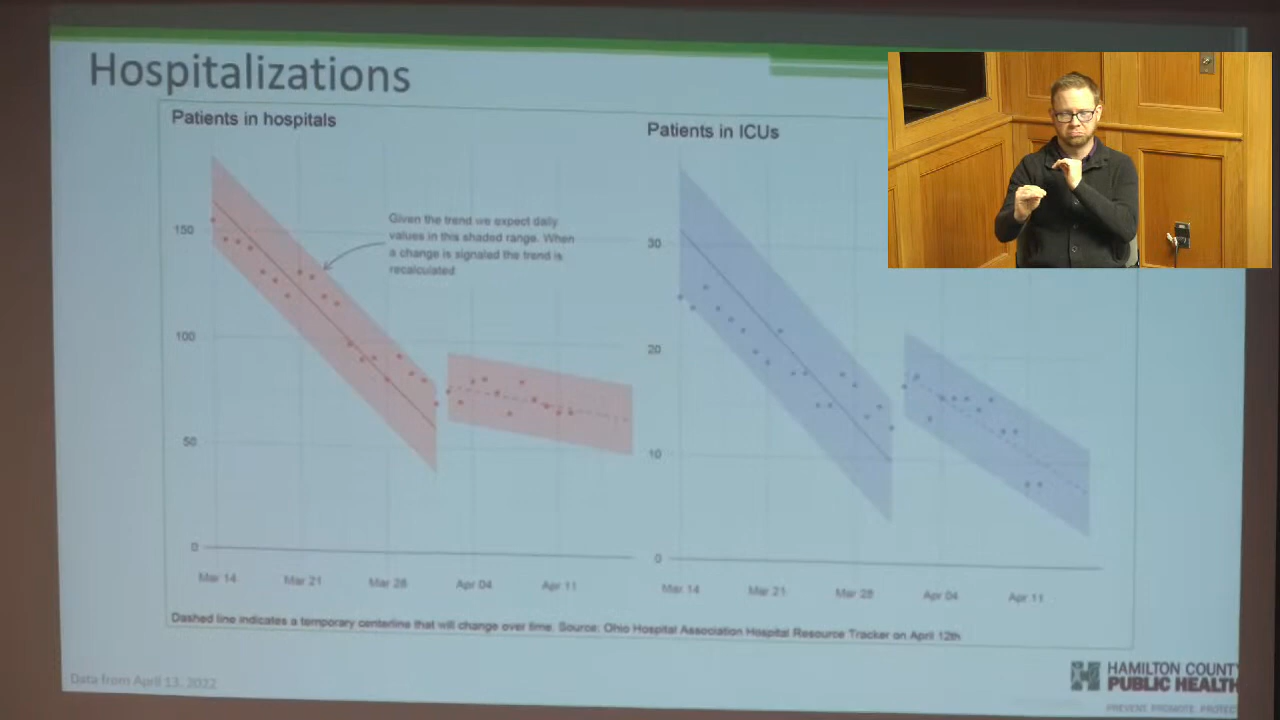 Hospitalizations
Patients in hospitals
Given the trend we expect daily
values in this shaded range. When
a change is signaled the trend is
recalculated
150
100
50
0
Mar 14
Mar 21
Mar 28
Apr 04
Apr 11
Patients in ICUs
30
20
10
0
Mar 14
Mar 21
Mar 28
Apr 04
Apr 11
Dashed line indicates a temporary centerline that will change over time. Source: Ohio Hospital Association Hospital Resource Tracker on April 12th
Data from April 13, 2022
HAMILTON COUNTY
PUBLIC HEALTH
PREVENT. PROMOTE. PROTECT